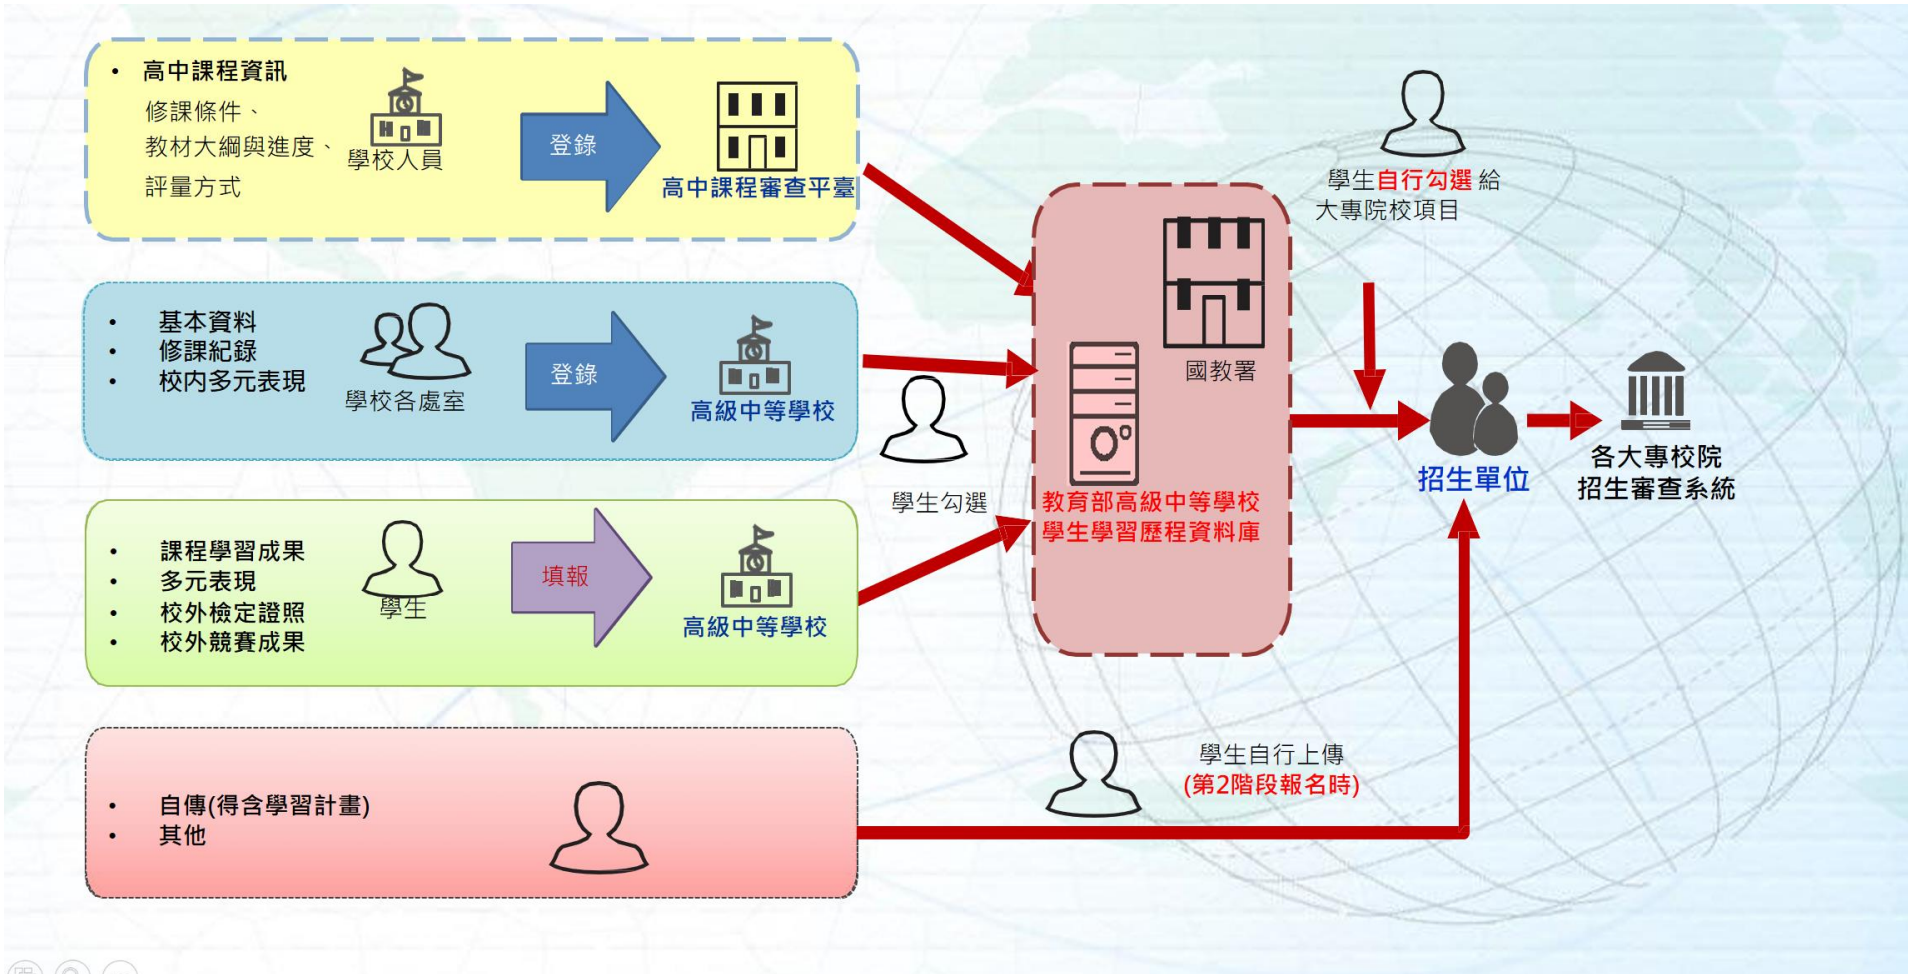 高中課程資訊
修課條件、
教材大綱與進度、
評量方式
學校人員
登錄
高中課程審查平臺
基本資料
修課紀錄
校内多元表現
學校各處室
登錄
高級中等學校
課程學習成果
多元表現
校外檢定證照
校外競賽成果
學生
填報
高級中等學校
自傳(得含學習計畫)
其他
學生勾選
國教署
教育部高級中等學校
學生學習歷程資料庫
學生自行勾選 給
大專院校項目
招生單位
各大專校院
招生審查系統
學生自行上傳
(第2階段報名時)